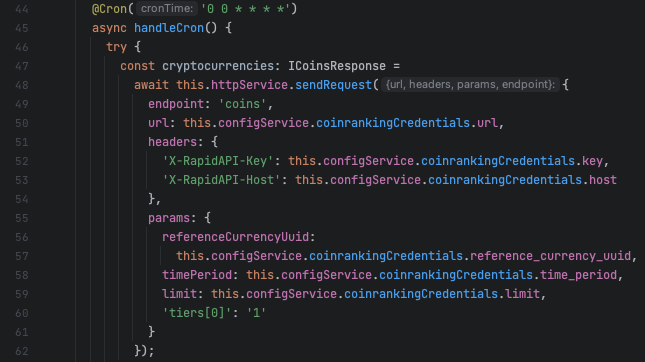 44 @Cron( cronTime: '0 0 * * * *')
45 async handleCron() {
46 try {
47 const cryptocurrencies: ICoinsResponse =
48 await this.httpService.sendRequest( {url, headers, params, endpoint}: {
49 endpoint: 'coins',
50 url: this.configService.coinrankingCredentials.url,
51 headers: {
52 'X-RapidAPI-Key': this.configService.coinrankingCredentials.key,
53 'X-RapidAPI-Host': this.configService.coinrankingCredentials.host
54 },
55 params: {
56 referenceCurrencyUuid:
57 this.configService.coinrankingCredentials.reference_currency_uuid,
58 timePeriod: this.configService.coinrankingCredentials.time_period,
59 limit: this.configService.coinrankingCredentials.limit,
60 'tiers[0]': '1'
61 }
62 });